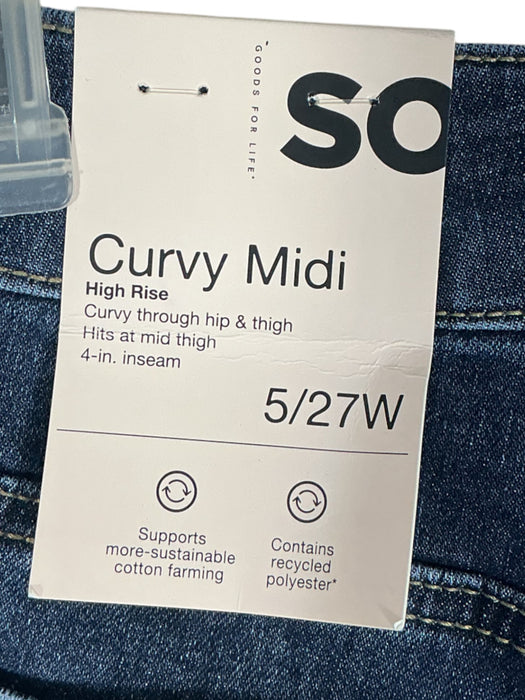 "GOODS FOR LIFE"
SO
Curvy Midi
High Rise
Curvy through hip & thigh
Hits at mid thigh
4-in. inseam
5/27W
Supports
more-sustainable
cotton farming
Contains
recycled
polyester*